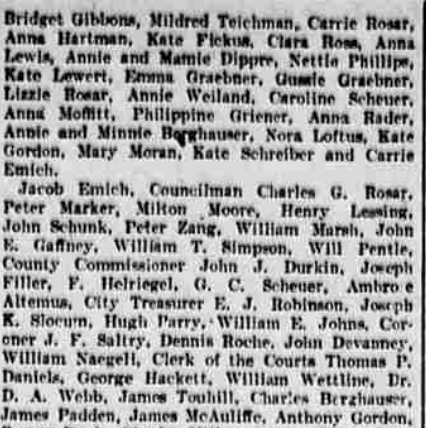 Bridget Gibbons, Mildred Teichman, Carrie Rosar,
Anna Hartman, Kate Fickus, Clara Ross, Anna
Lewis, Annie and Mamie Dippre, Nettie Phillips,
Kate Lewert, Emma Graebner, Gussie Graebner,
Lizzie Rosar, Annie Weiland, Caroline Scheuer,
Anna Moffitt, Philippine Griener, Anna Rader,
Annie and Minnie Berghauser, Nora Loftus, Kate
Gordon, Mary Moran, Kate Schreiber and Carrie
Emich.
Jacob Emich, Councilman Charles G. Rosar,
Peter Marker, Milton Moore, Henry Lessing,
John Schunk, Peter Zang, William Marsh, John
E. Gaffney, William T. Simpson, Will Pentle,
County Commissioner John J. Durkin, Joseph
Filler, F. Helriegel, G. C. Scheuer, Ambro e
Altemus, City Treasurer E. J. Robinson, Joseph
K. Slocum, Hugh Parry, William E. Johns, Cor-
oner J. F. Saltry, Dennis Roche, John Devanney,
William Naegeli, Clerk of the Courts Thomas P.
Daniels, George Hackett, William Wettline, Dr.
D. A. Webb, James Touhill, Charles Berghauser,
James Padden, James McAuliffe, Anthony Gordon,